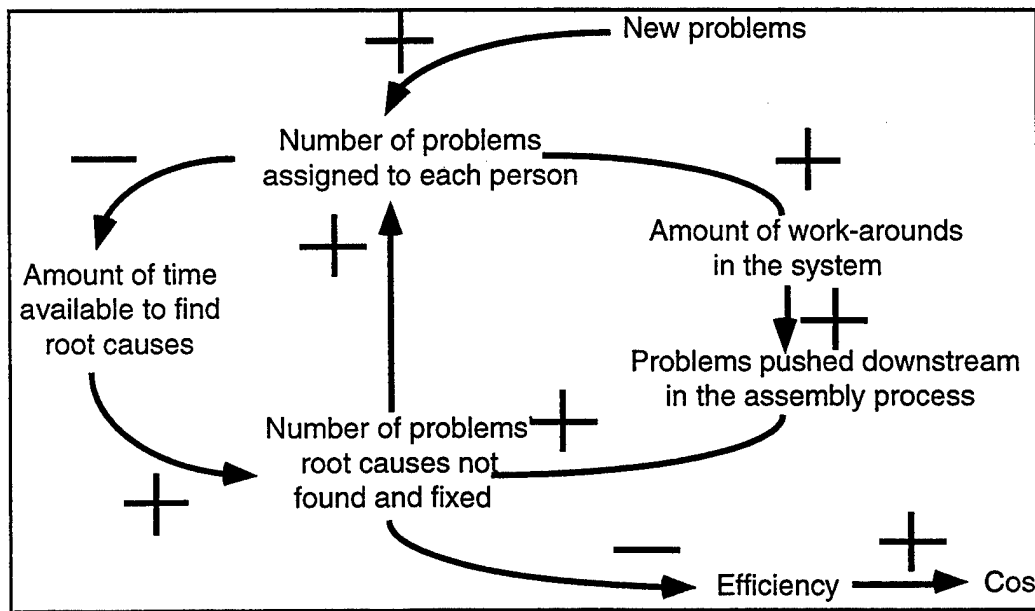 New problems
Number of problems
assigned to each person
Amount of work-arounds
in the system
Amount of time
available to find
root causes
Problems pushed downstream
in the assembly process
Number of problems'
root causes not
found and fixed
Efficiency
Cos